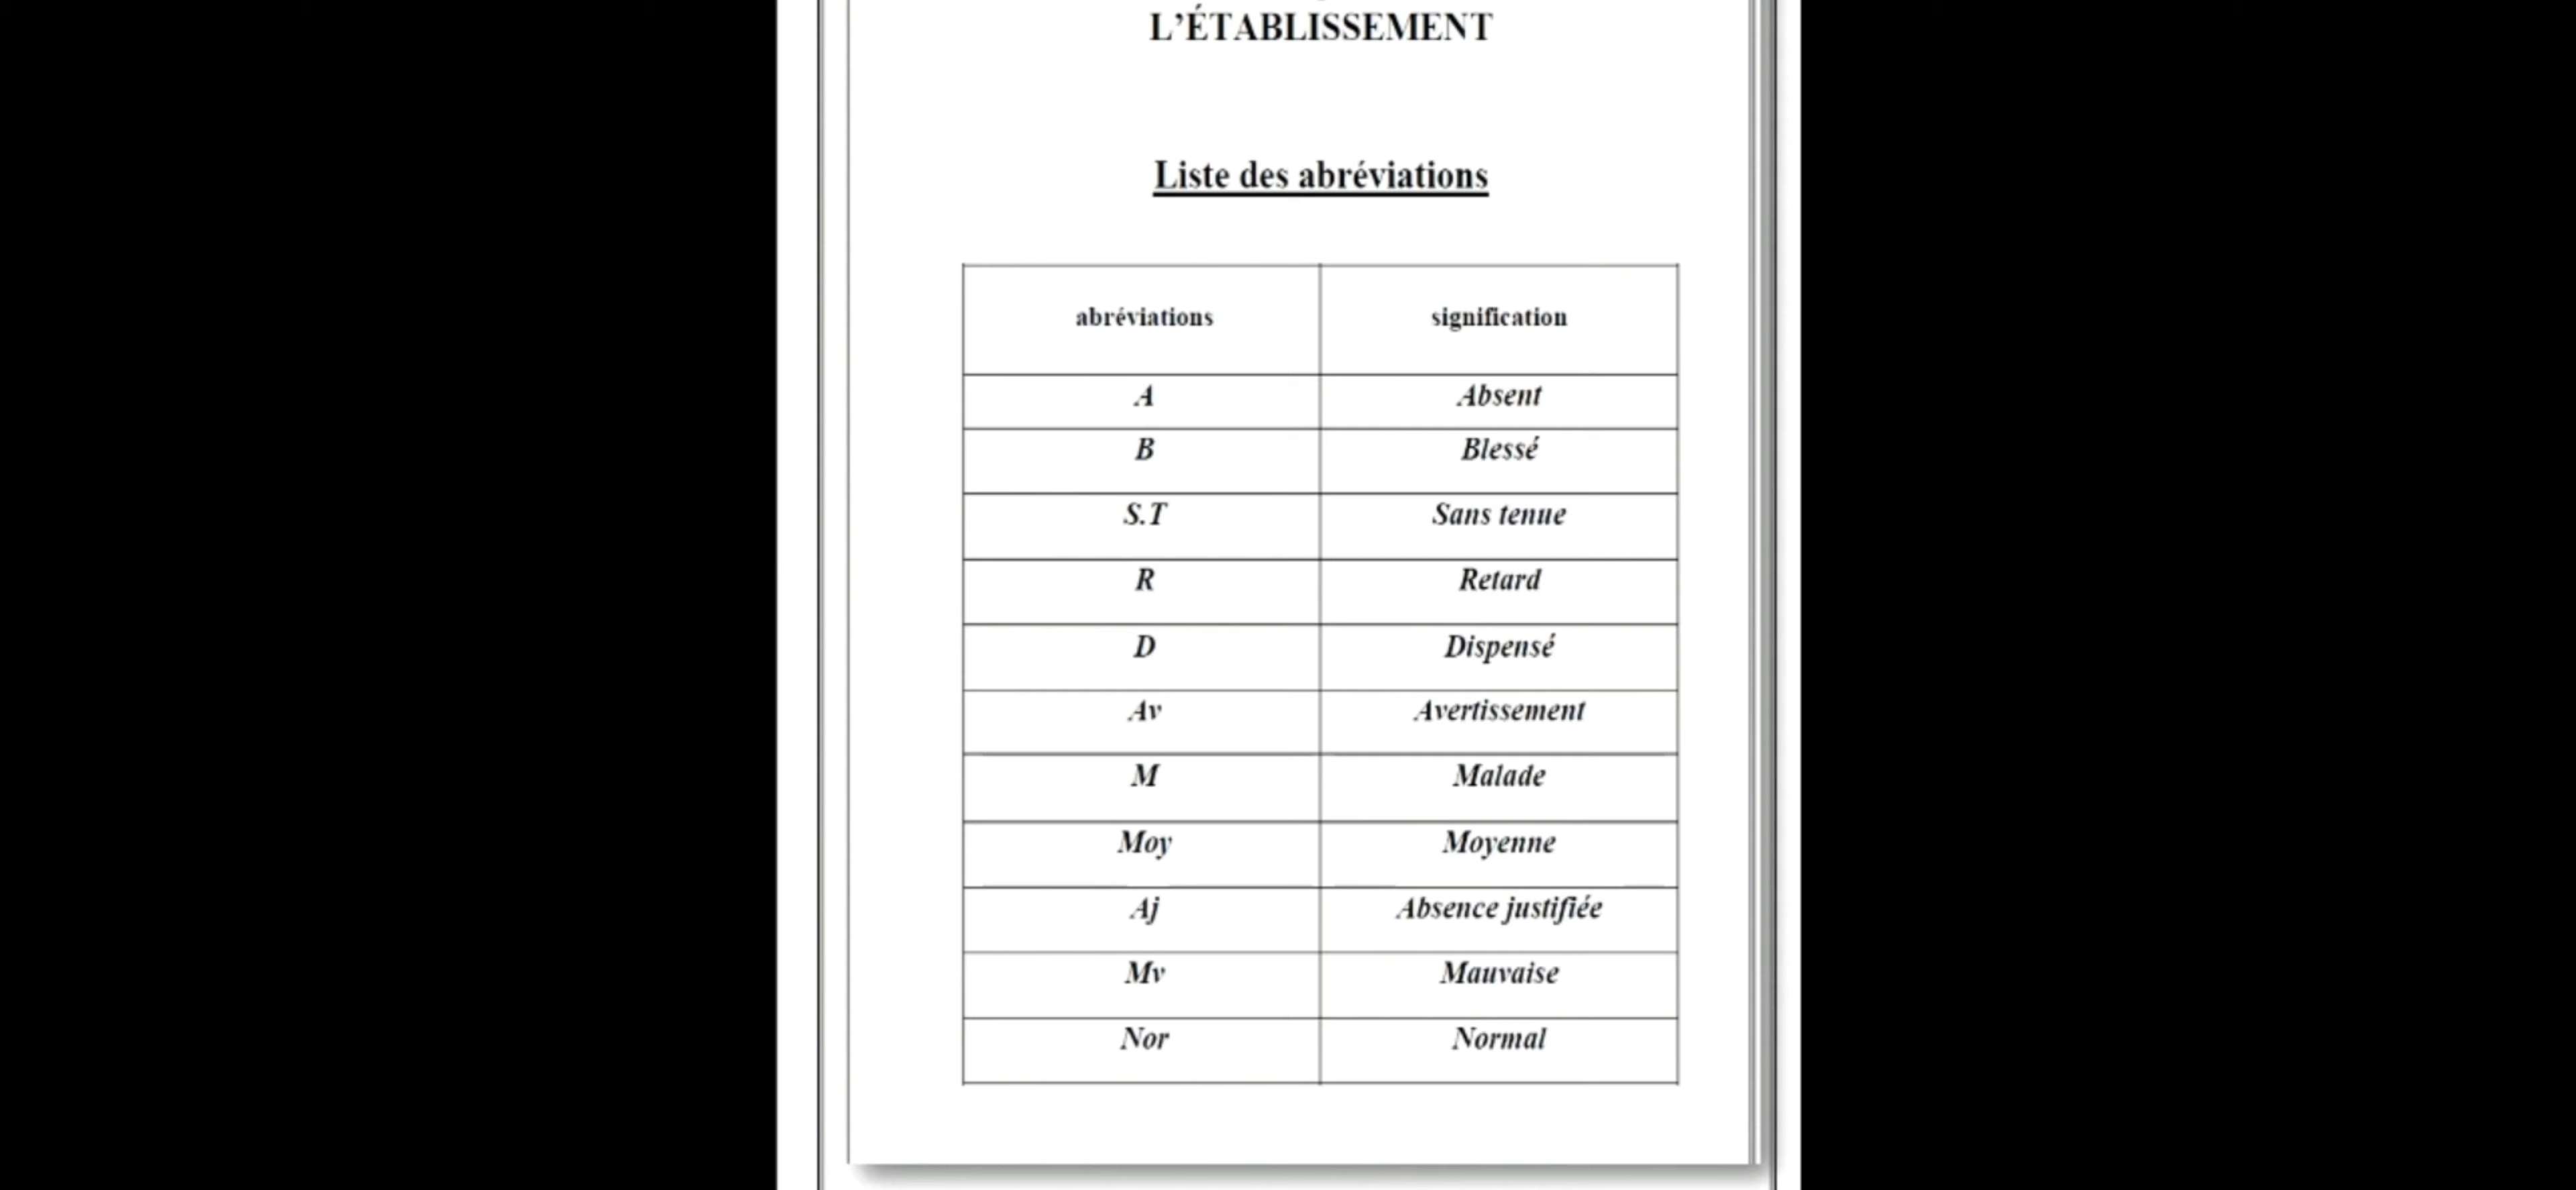 L'ÉTABLISSEMENT
Liste des abréviations
abréviations signification
A Absent
B Blessé
S.T Sans tenue
R Retard
D Dispensé
Av Avertissement
M Malade
Moy Moyenne
Aj Absence justifiée
Mv Mauvaise
Nor Normal